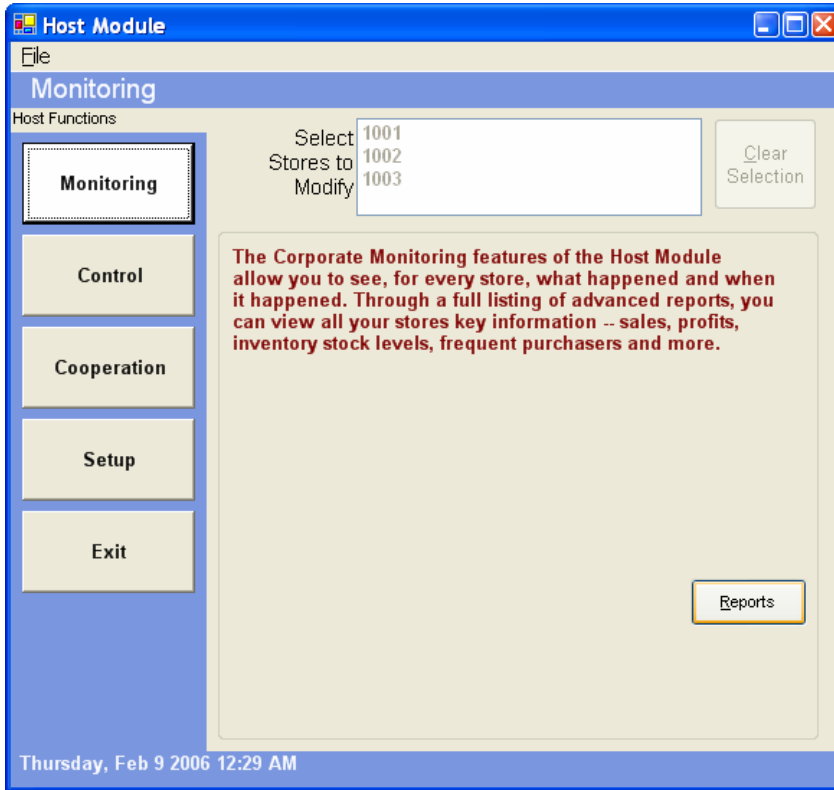 Host Module
File
Monitoring
Host Functions
Monitoring
Control
Cooperation
Setup
Exit
Select
Stores to
Modify
1001
1002
1003
Clear
Selection
The Corporate Monitoring features of the Host Module
allow you to see, for every store, what happened and when
it happened. Through a full listing of advanced reports, you
can view all your stores key information -- sales, profits,
inventory stock levels, frequent purchasers and more.
Reports
Thursday, Feb 9 2006 12:29 AM